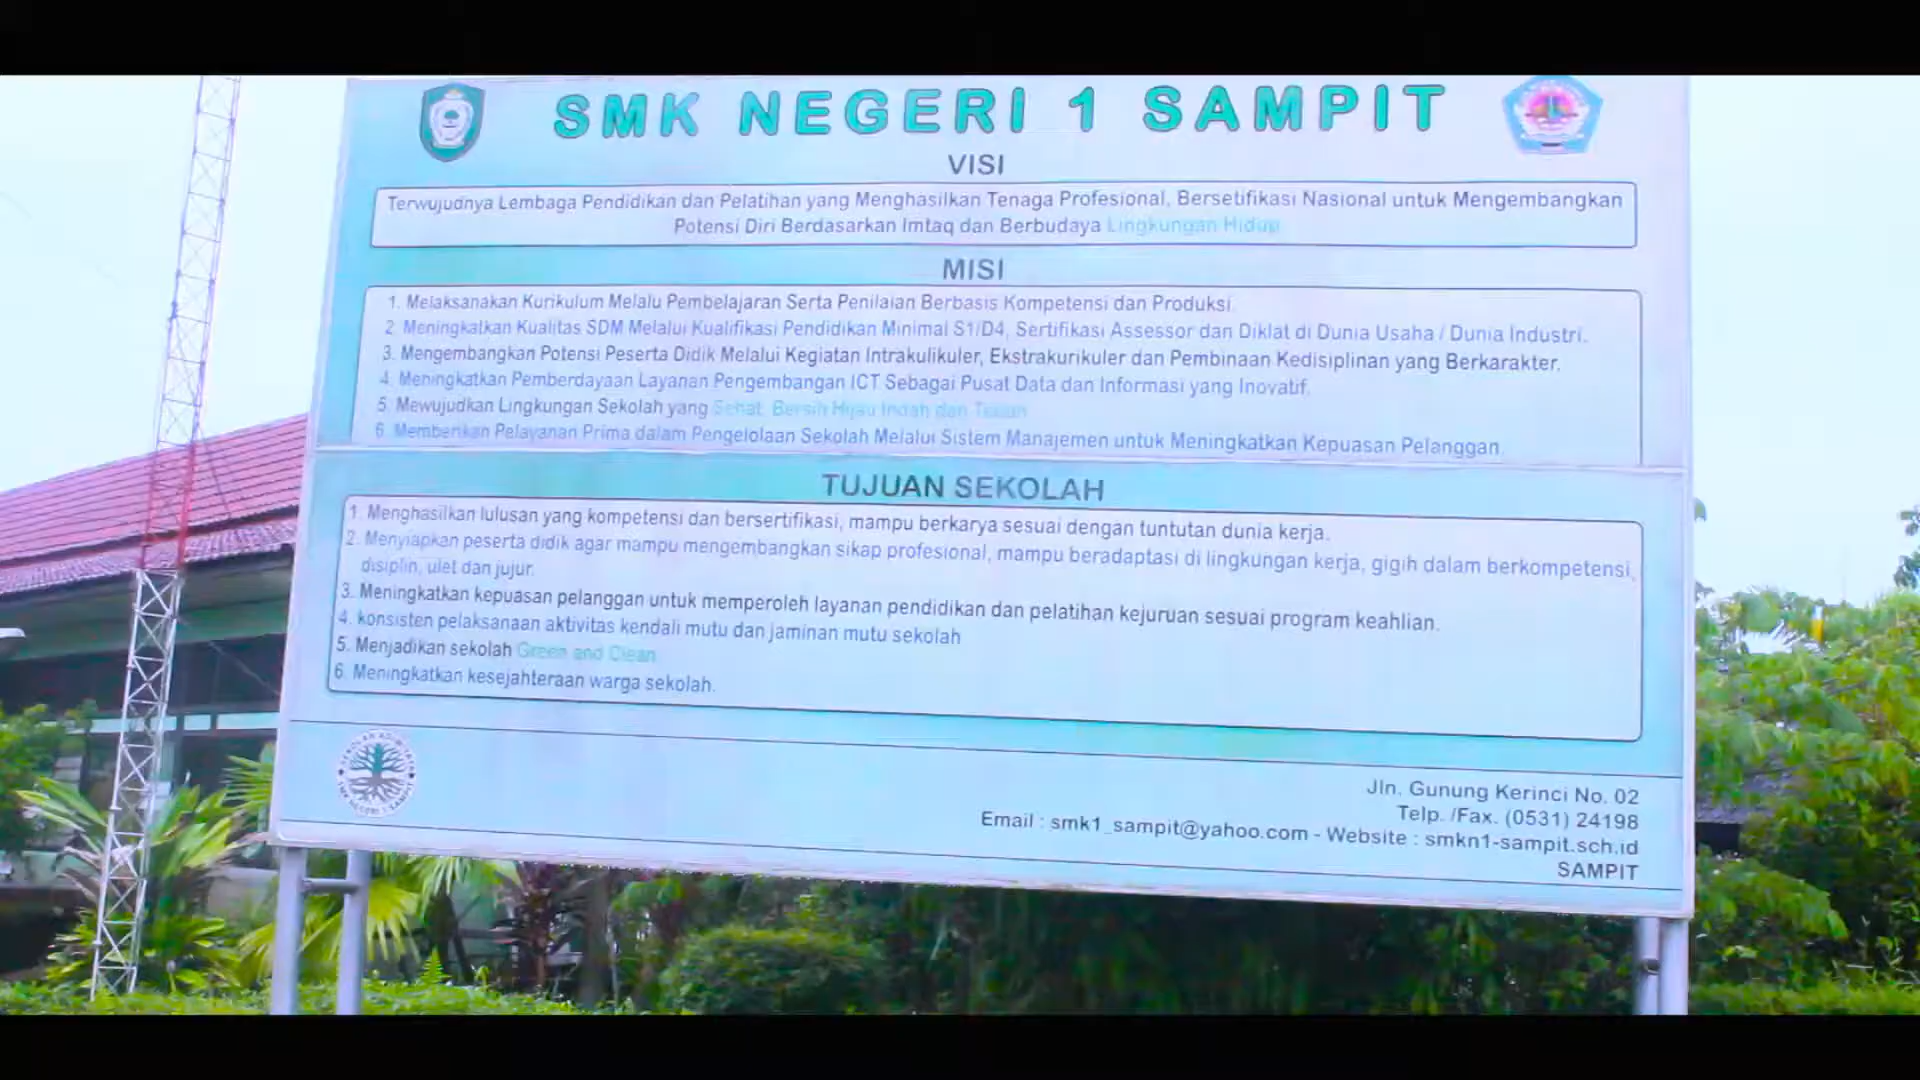 SMK NEGERI 1 SAMPIT
VISI
Terwujudnya Lembaga Pendidikan dan Pelatihan yang Menghasilkan Tenaga Profesional, Bersetifikasi Nasional untuk Mengembangkan
Potensi Diri Berdasarkan Imtaq dan Berbudaya Lingkungan Hidup
MISI
1. Melaksanakan Kurikulum Melalu Pembelajaran Serta Penilaian Berbasis Kompetensi dan Produksi.
2. Meningkatkan Kualitas SDM Melalui Kualifikasi Pendidikan Minimal S1/D4, Sertifikasi Assessor dan Diklat di Dunia Usaha / Dunia Industri.
3. Mengembangkan Potensi Peserta Didik Melalui Kegiatan Intrakulikuler, Ekstrakurikuler dan Pembinaan Kedisiplinan yang Berkarakter.
4. Meningkatkan Pemberdayaan Layanan Pengembangan ICT Sebagai Pusat Data dan Informasi yang Inovatif.
5. Mewujudkan Lingkungan Sekolah yang Sehat, Bersih Hijau Indah dan
6. Memberikan Pelayanan Prima dalam Pengelolaan Sekolah Melalui Sistem Manajemen untuk Meningkatkan Kepuasan Pelanggan.
TUJUAN SEKOLAH
1. Menghasilkan lulusan yang kompetensi dan bersertifikasi, mampu berkarya sesuai dengan tuntutan dunia kerja.
2. Menyiapkan peserta didik agar mampu mengembangkan sikap profesional, mampu beradaptasi di lingkungan kerja, gigih dalam berkompetensi,
disiplin, ulet dan jujur.
3. Meningkatkan kepuasan pelanggan untuk memperoleh layanan pendidikan dan pelatihan kejuruan sesuai program keahlian.
4. konsisten pelaksanaan aktivitas kendali mutu dan jaminan mutu sekolah
5. Menjadikan sekolah Green and Clean
6. Meningkatkan kesejahteraan warga sekolah.
SEKOLAH ADIWIYATA
SMK NEGERI 1 SAMPIT
Jln. Gunung Kerinci No. 02
Telp. /Fax. (0531) 24198
Email : smk1_sampit@yahoo.com - Website : smkn1-sampit.sch.id
SAMPIT